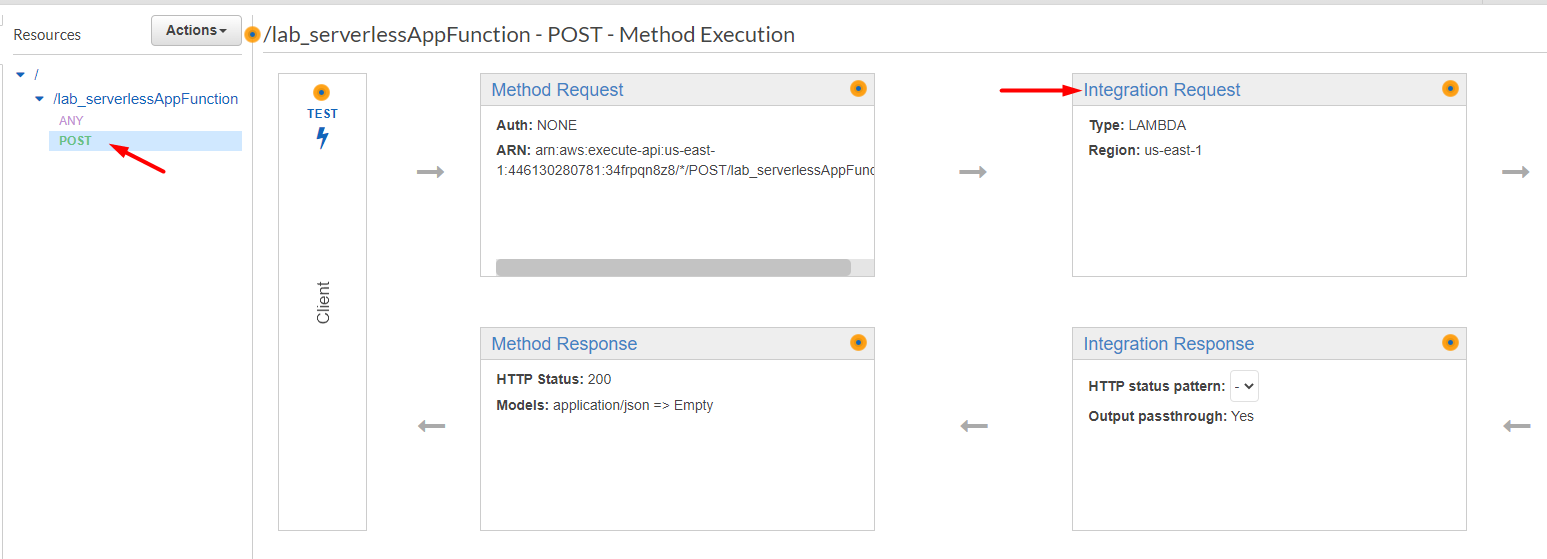 Resources
Actions
/lab_serverlessAppFunction - POST - Method Execution
/
/lab_serverlessAppFunction
ANY
POST
TEST
Client
Method Request
Auth: NONE
ARN: arn:aws:execute-api:us-east-
1:446130280781:34frpqn8z8/*/POST/lab_serverlessAppFunc
Integration Request
Type: LAMBDA
Region: us-east-1
Method Response
HTTP Status: 200
Models: application/json => Empty
Integration Response
HTTP status pattern: -
Output passthrough: Yes